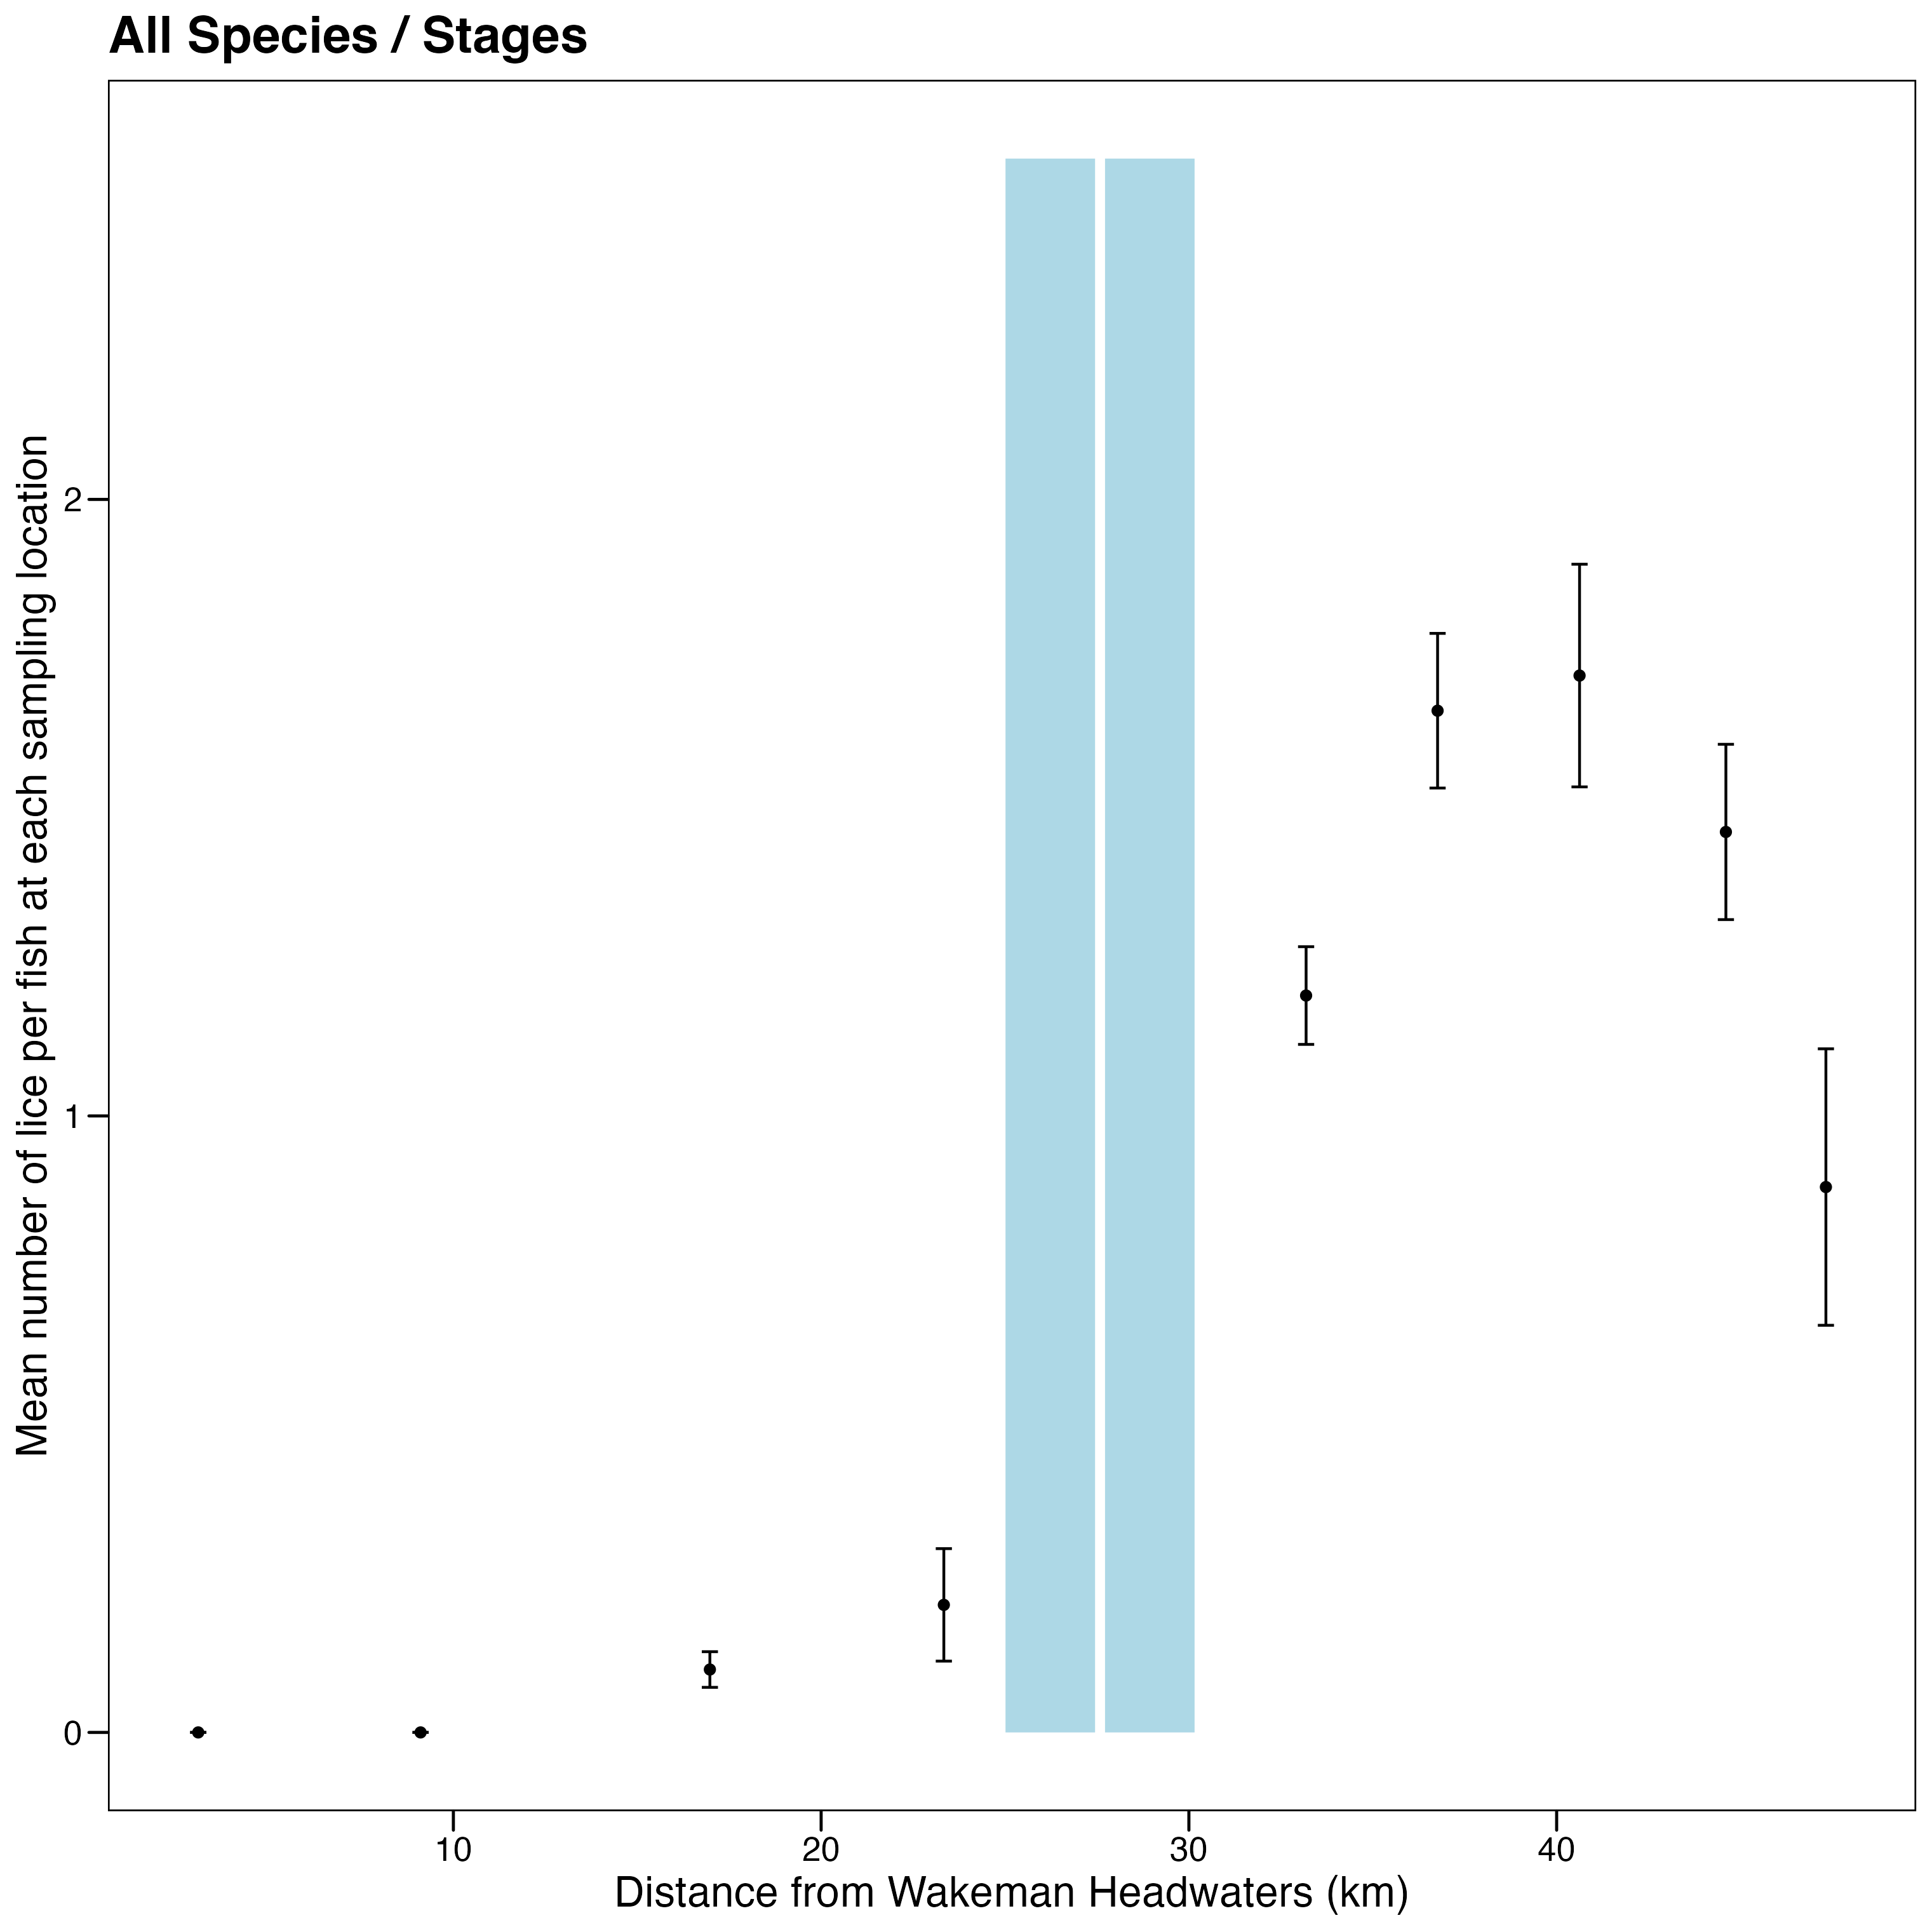 All Species / Stages
Mean number of lice per fish at each sampling location
2
1
0
10 20 30 40
Distance from Wakeman Headwaters (km)